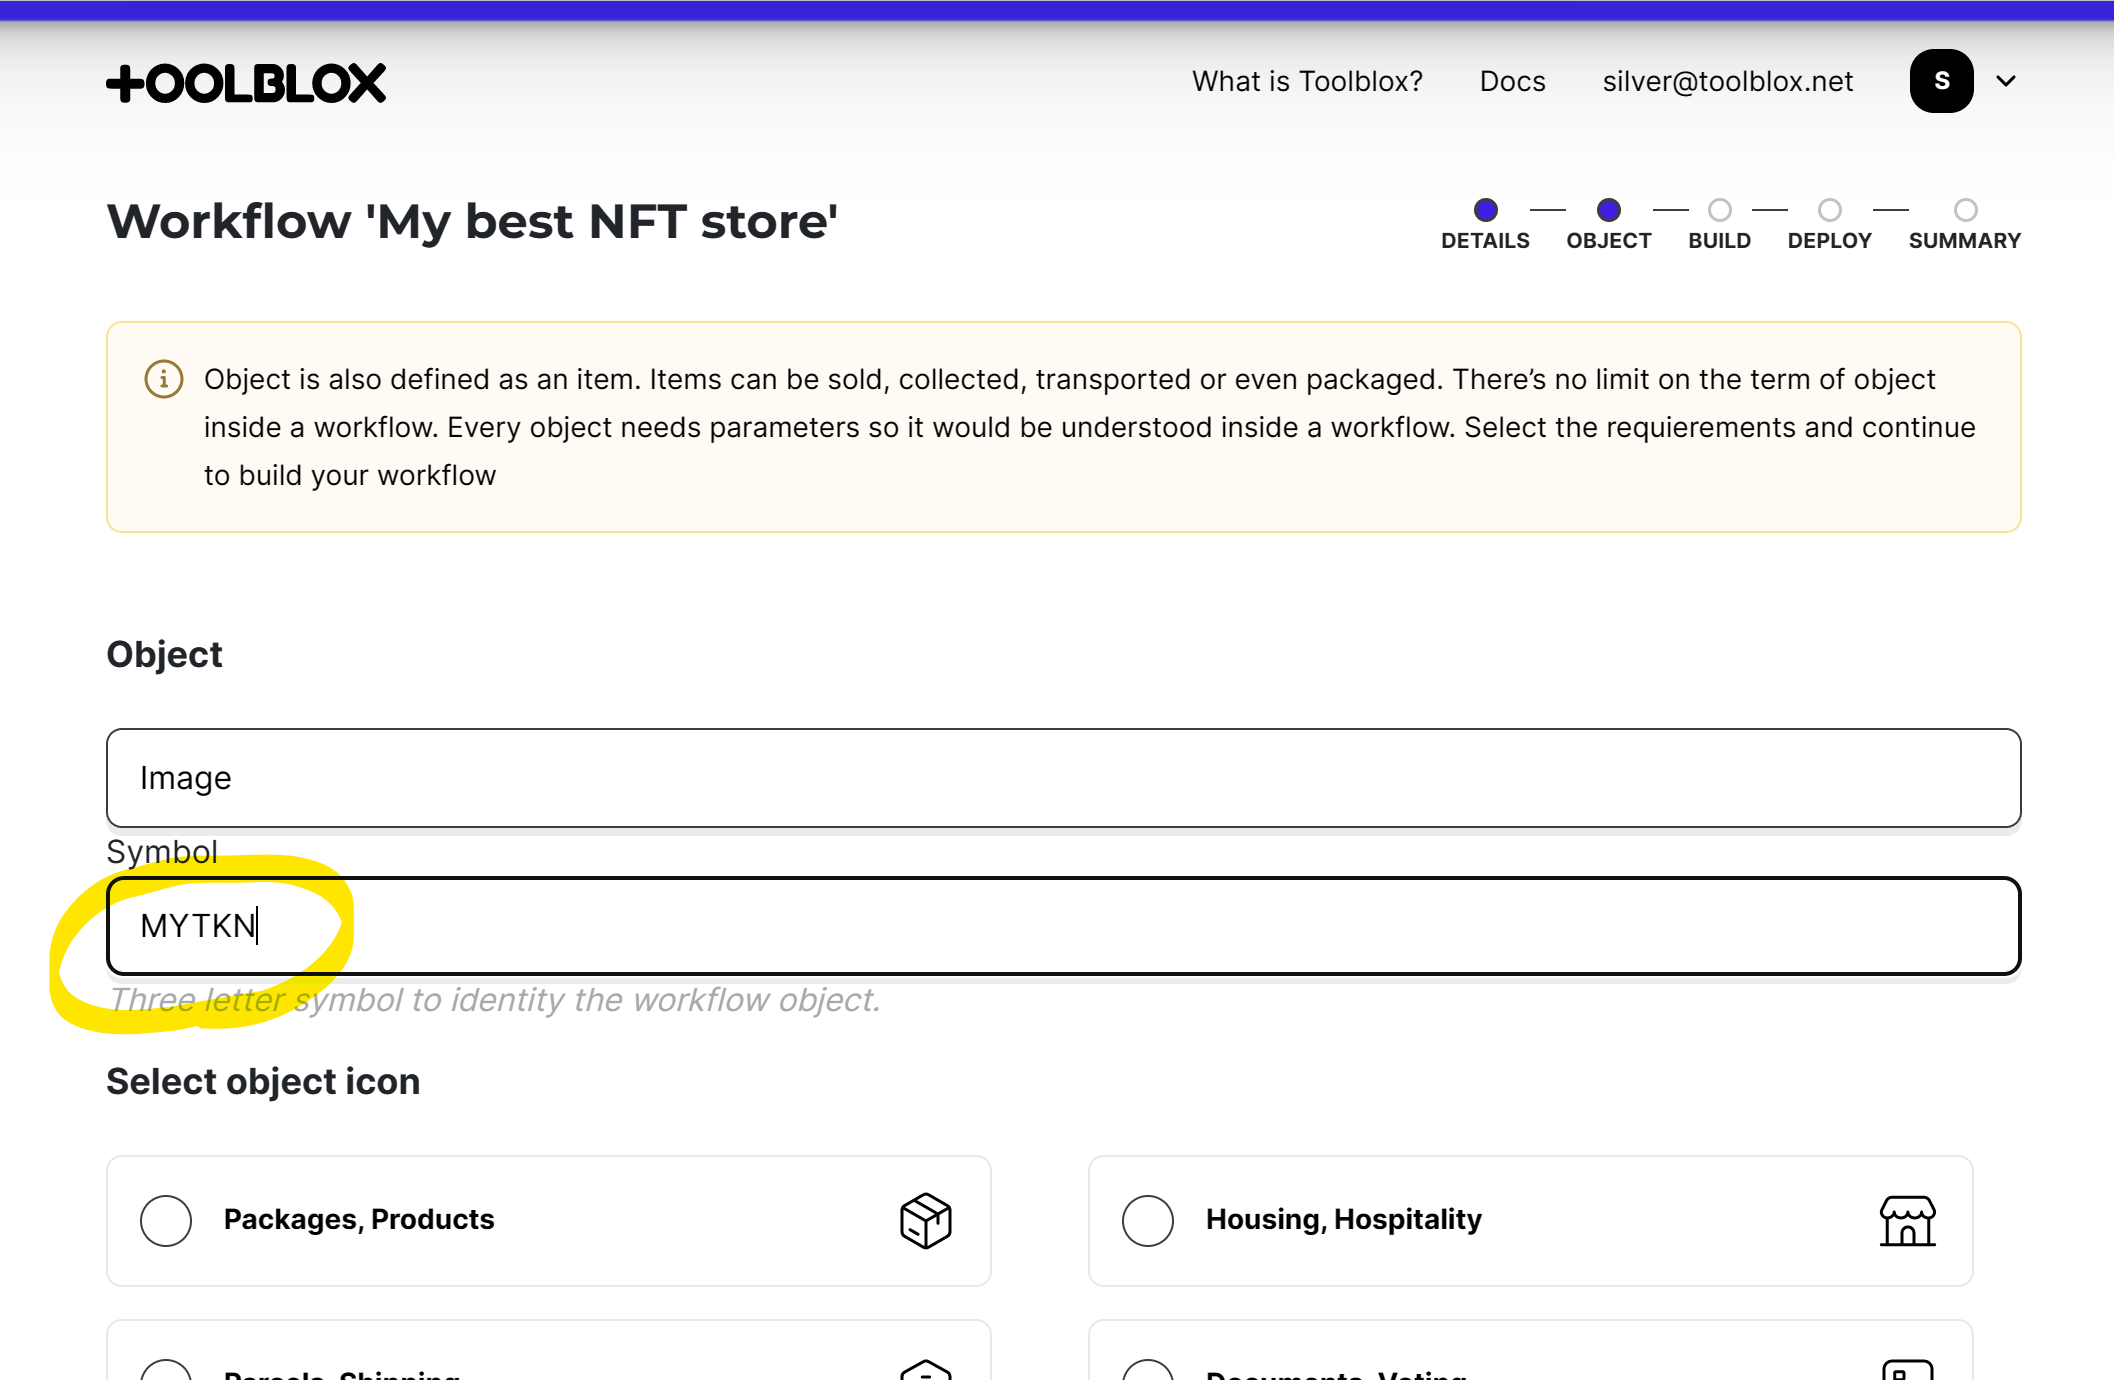 +OOLBLOX
What is Toolblox? Docs silver@toolblox.net S
Workflow 'My best NFT store'
DETAILS OBJECT BUILD DEPLOY SUMMARY
Object is also defined as an item. Items can be sold, collected, transported or even packaged. There’s no limit on the term of object
inside a workflow. Every object needs parameters so it would be understood inside a workflow. Select the requierements and continue
to build your workflow
Object
Image
Symbol
MYTKN
Three letter symbol to identity the workflow object.
Select object icon
Packages, Products
Housing, Hospitality
Parcels, Shipping
Documents, Voting